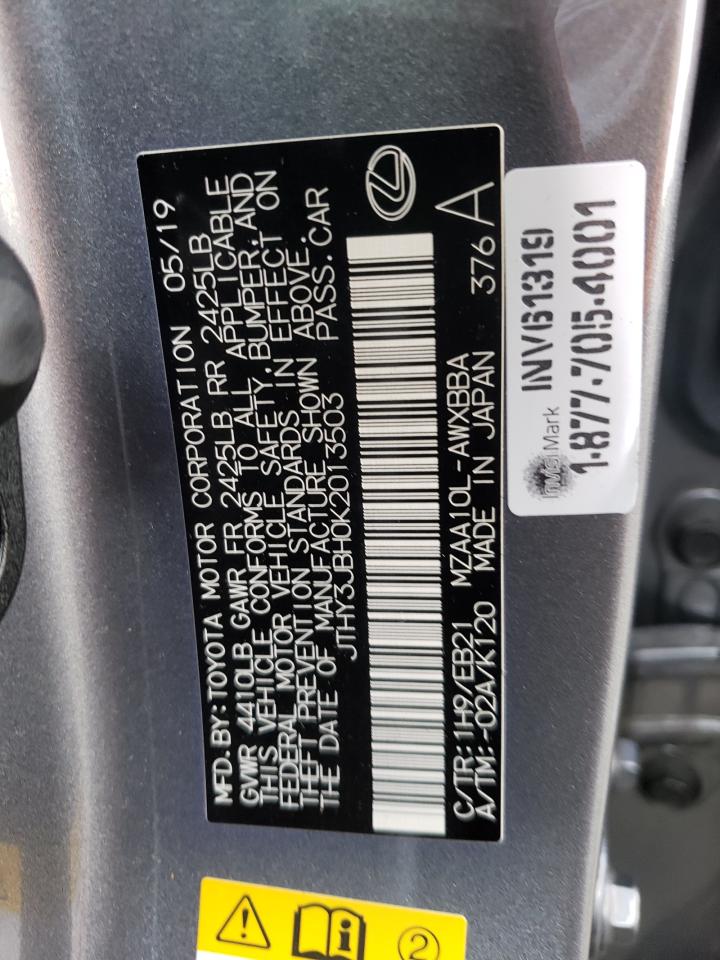 MFD.BY:TOYOTA MOTOR CORPORATION 05/19
GVWR 4410LB GAWR FR 2425LB RR 2425LB
THIS VEHICLE CONFORMS TO ALL APPLICABLE
FEDERAL MOTOR VEHICLE SAFETY,BUMPER,AND
THEFT PREVENTION STANDARDS IN EFFECT ON
THE DATE OF MANUFACTURE SHOWN ABOVE.
JTHY3JBH0K2013503 PASS.CAR
C/TR:1H9/EB21 MZAA10L-AWXBBA
A/TM:-02A/K120 MADE IN JAPAN 376 A
Mark INV61319
1-877-705-4001
2